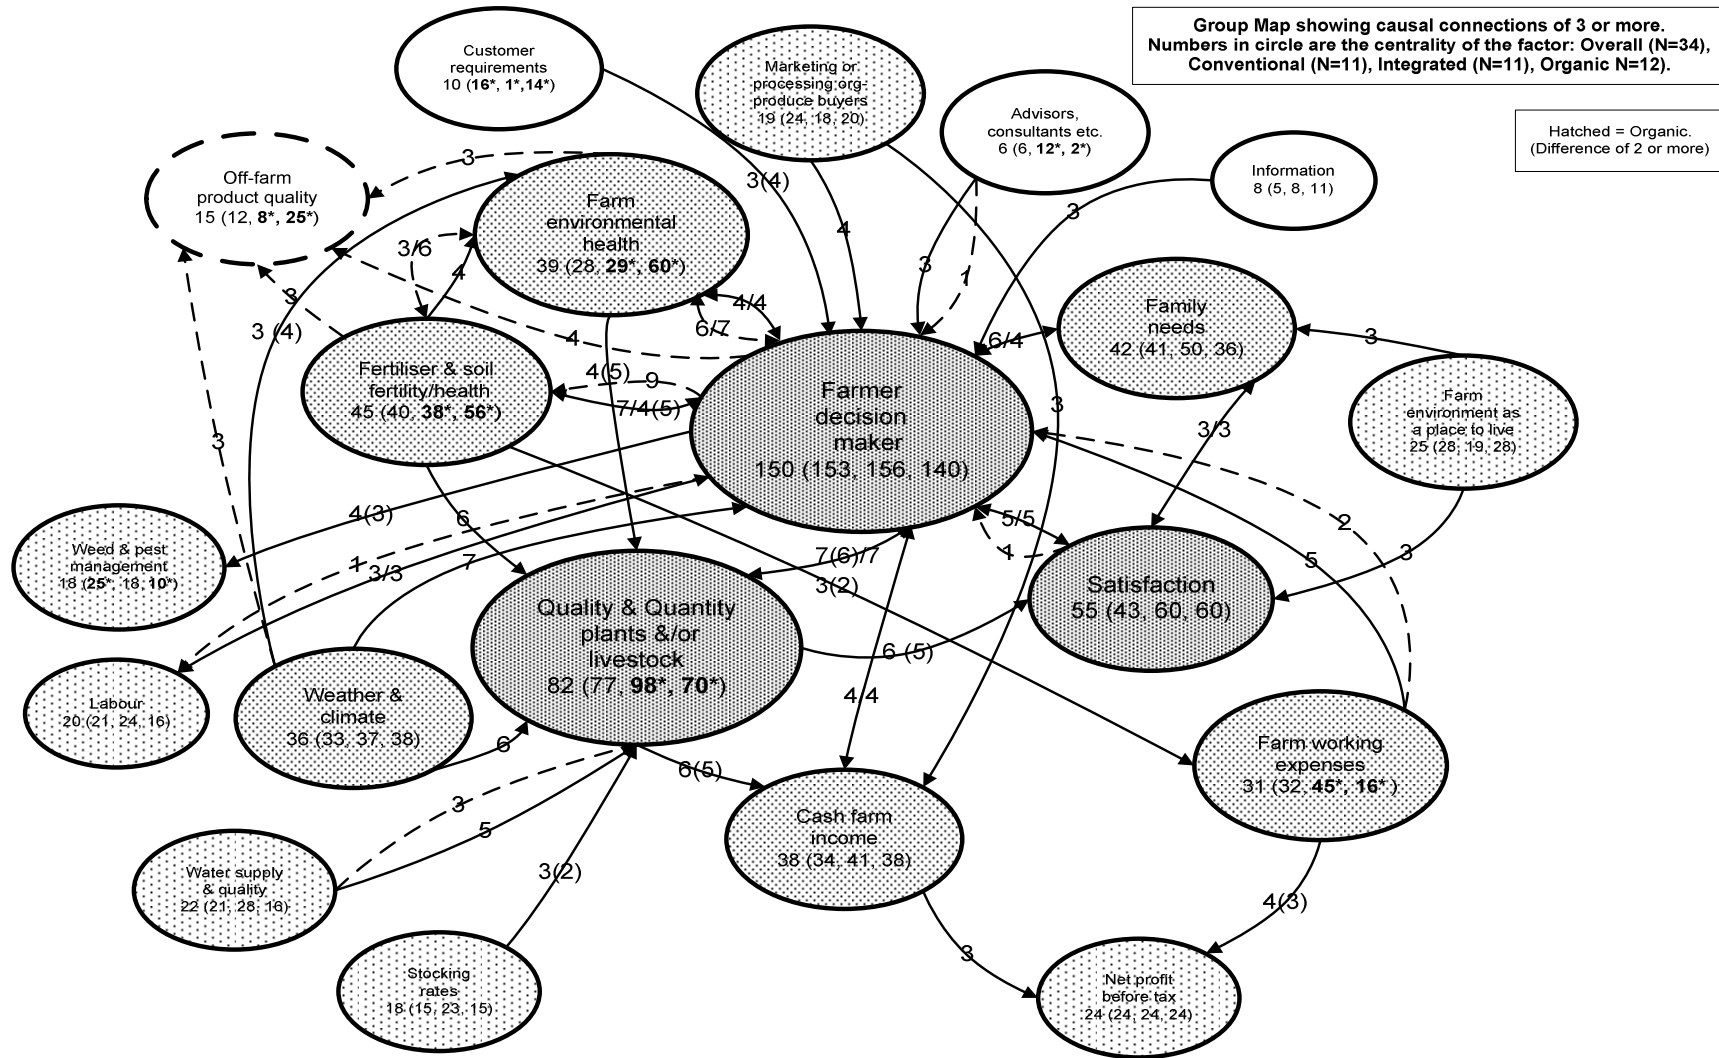 Group Map showing causal connections of 3 or more.
Numbers in circle are the centrality of the factor: Overall (N=34),
Conventional (N=11), Integrated (N=11), Organic N=12).
Hatched = Organic.
(Difference of 2 or more)
Customer
requirements
10 (16*, 1*,14*)
Marketing or
processing org-
produce buyers
19 (24, 18, 20)
Advisors,
consultants etc.
6 (6, 12*, 2*)
Information
8 (5, 8, 11)
Off-farm
product quality
15 (12, 8*, 25*)
Farm
environmental
health
39 (28, 29*, 60*)
Family
needs
42 (41, 50, 36)
Fertiliser & soil
fertility/health
45 (40, 38*, 56*)
Farmer
decision
maker
150 (153, 156, 140)
Farm
environment as
a place to live
25 (28, 19, 28)
Weed & pest
management
18 (25*, 18, 10*)
Satisfaction
55 (43, 60, 60)
Quality & Quantity
plants &/or
livestock
82 (77, 98*, 70*)
Labour
20 (21, 24, 16)
Weather &
climate
36 (33, 37, 38)
Farm working
expenses
31 (32, 45*, 16* )
Cash farm
income
38 (34, 41, 38)
Water supply
& quality
22 (21, 28, 16)
Stocking
rates
18 (15, 23, 15)
Net profit
before tax
24 (24, 24, 24)
3
3(4)
4
3
3
1
3/6
4
3
3 (4)
4/4
6/7
4
6/4
3
4(5)
9
7/4(5)
3
3/3
3
4(3)
6
5/5
2
1
3/3
7
7(6)/7
1
3(2)
5
3
6 (5)
4/4
6
6(5)
3
5
3(2)
4(3)
3